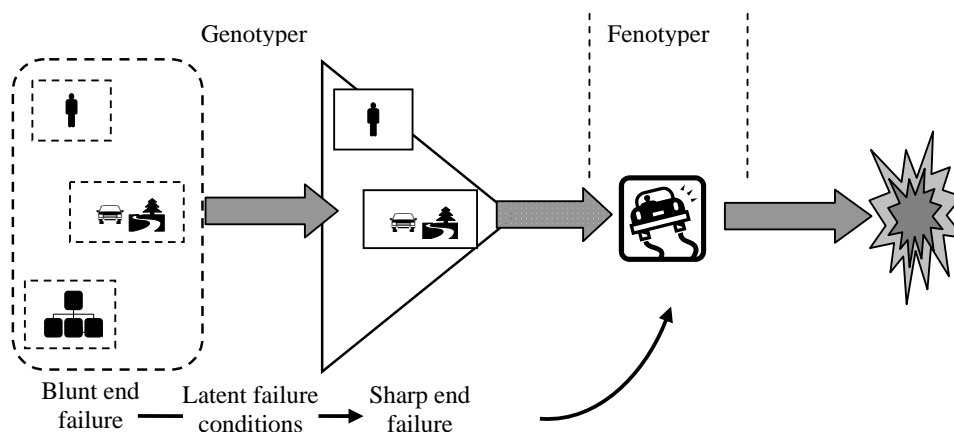 Genotyper
Fenotyper
Blunt end
failure
Latent failure
conditions
Sharp end
failure